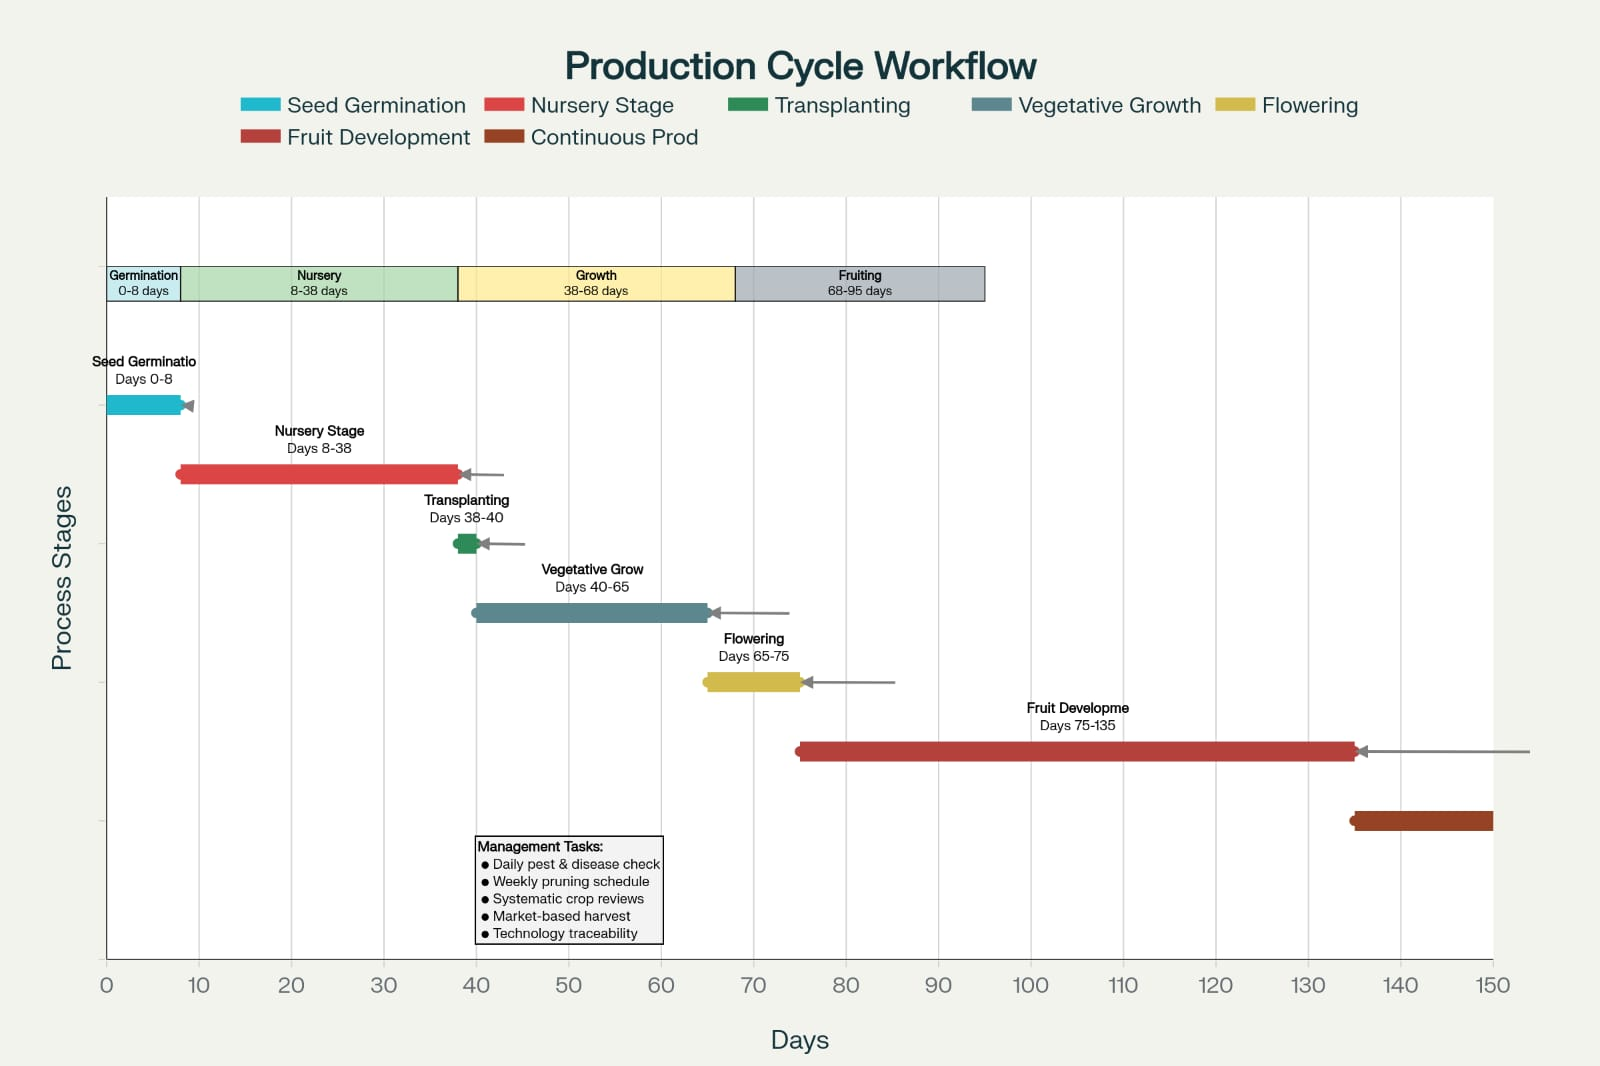 Production Cycle Workflow
Seed Germination Nursery Stage Transplanting Vegetative Growth Flowering
Fruit Development Continuous Prod
Germination Nursery Growth Fruiting
0-8 days 8-38 days 38-68 days 68-95 days
Seed Germinatio
Days 0-8
Nursery Stage
Days 8-38
Transplanting
Days 38-40
Vegetative Grow
Days 40-65
Flowering
Days 65-75
Fruit Developme
Days 75-135
Process Stages
Management Tasks:
● Daily pest & disease check
● Weekly pruning schedule
● Systematic crop reviews
● Market-based harvest
● Technology traceability
0 10 20 30 40 50 60 70 80 90 100 110 120 130 140 150
Days